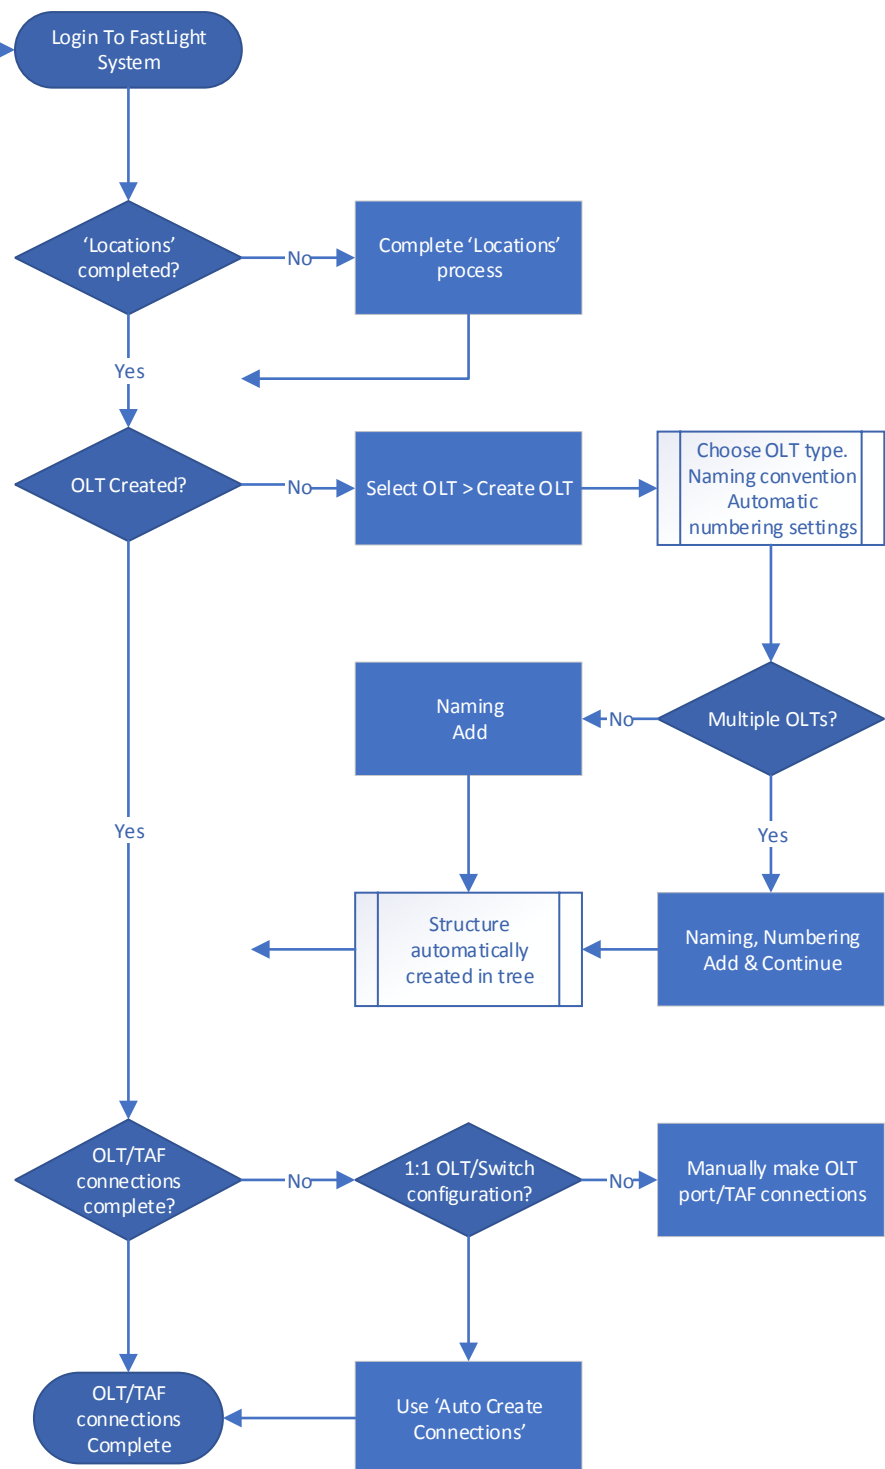 Login To FastLight
System
‘Locations’
completed?
No
Complete ‘Locations’
process
Yes
OLT Created?
No
Select OLT > Create OLT
Choose OLT type.
Naming convention
Automatic
numbering settings
Naming
Add
No
Multiple OLTs?
Yes
Yes
Structure
automatically
created in tree
Naming, Numbering
Add & Continue
OLT/TAF
connections
complete?
No
1:1 OLT/Switch
configuration?
No
Manually make OLT
port/TAF connections
OLT/TAF
connections
Complete
Use ‘Auto Create
Connections’